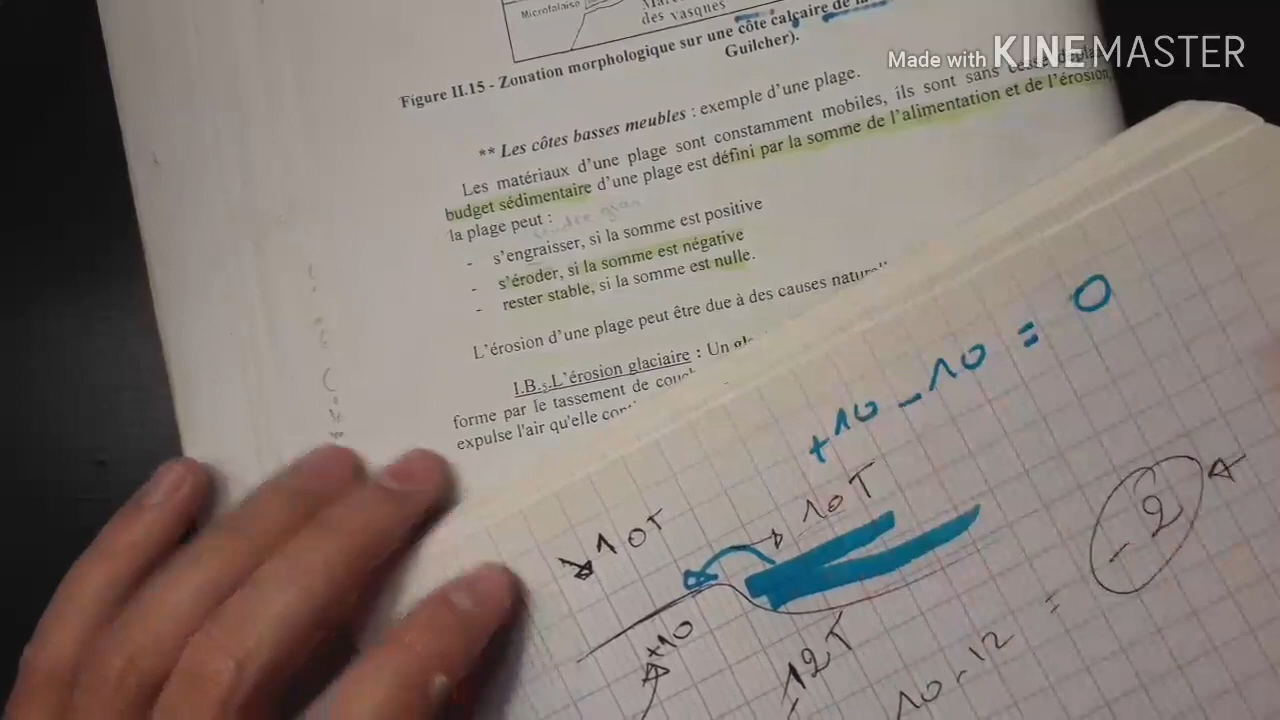 Microfalaise
des vasques
une côte calcaire de
Made with KINEMASTER
Figure II.15 - Zonation morphologique sur
Guilcher).
** Les côtes basses meubles : exemple d'une plage.
Les matériaux d'une plage sont constamment mobiles, ils sont sans cesse
budget sédimentaire d'une plage est défini par la somme de l'alimentation et de l'érosion,
la plage peut :
- s'engraisser, si la somme est positive
- s'éroder, si la somme est négative
- rester stable, si la somme est nulle.
L'érosion d'une plage peut être due à des causes
I.B.5.L'érosion glaciaire : Un
forme par le tassement de
expulse l'air qu'elle
+10 - 10 = 0
10T
10T
+10
-12T
10-12 = -2